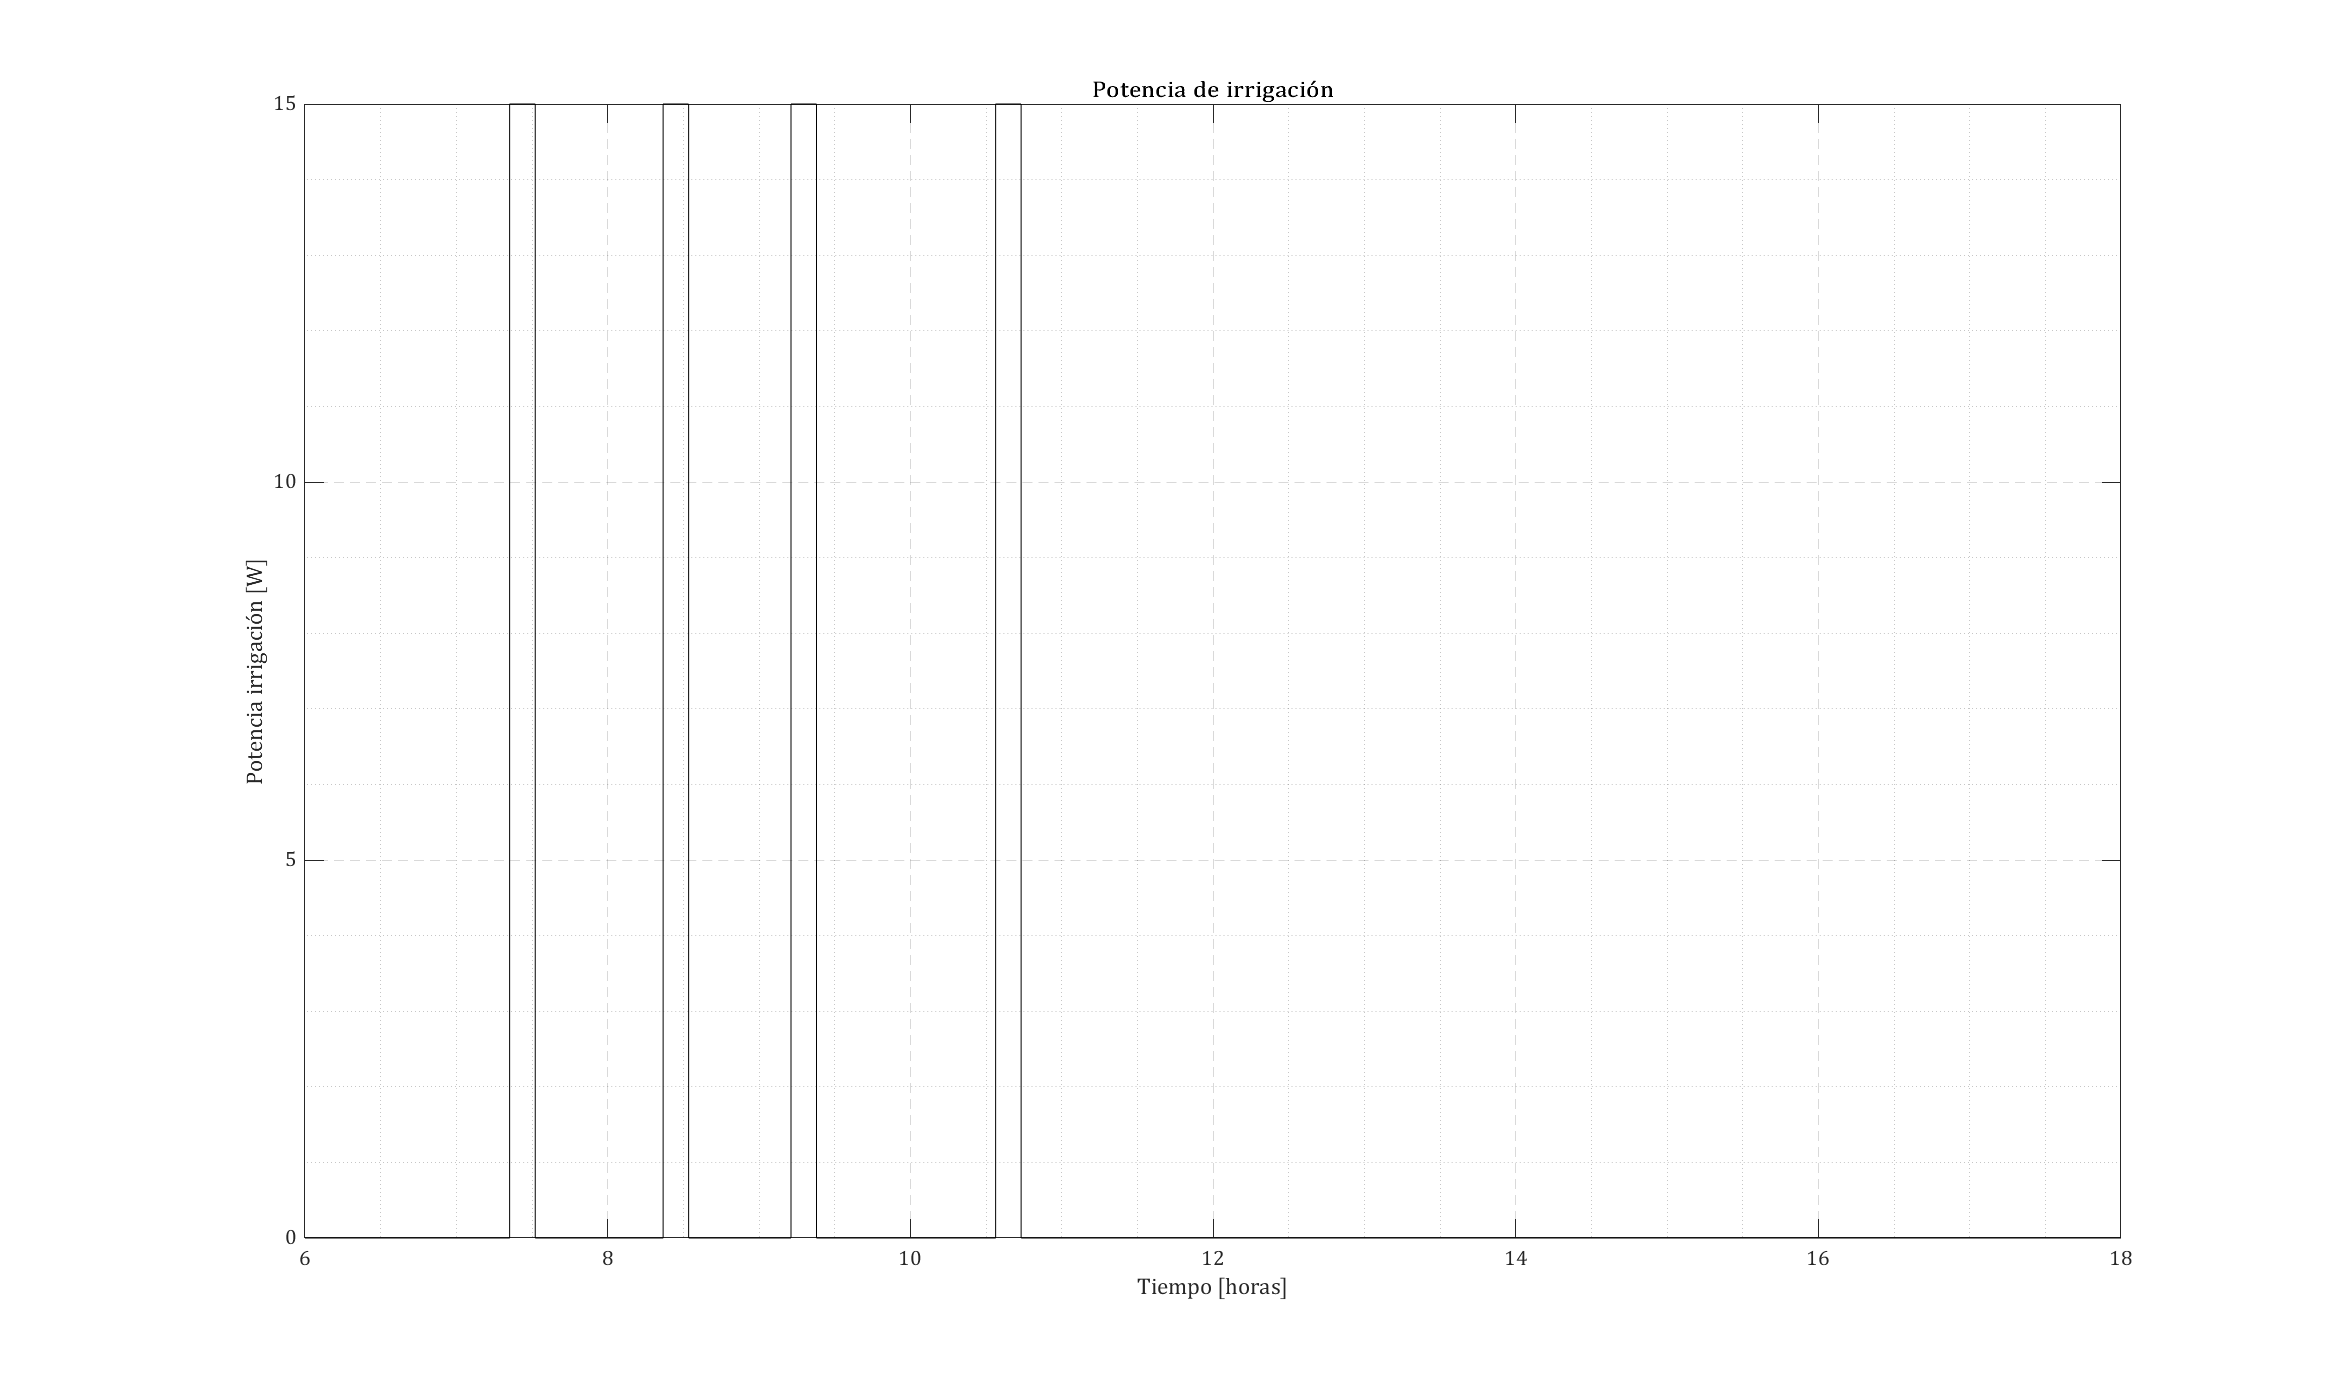 Potencia de irrigación
15
10
5
0
Potencia irrigación [W]
6 8 10 12 14 16 18
Tiempo [horas]